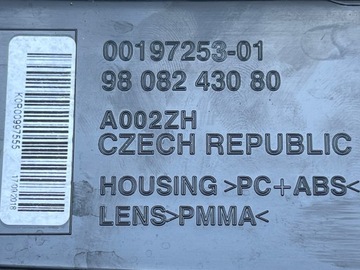 00197253-01
98 082 430 80
A002ZH
CZECH REPUBLIC
HOUSING >PC+ABS<
LENS>PMMA<